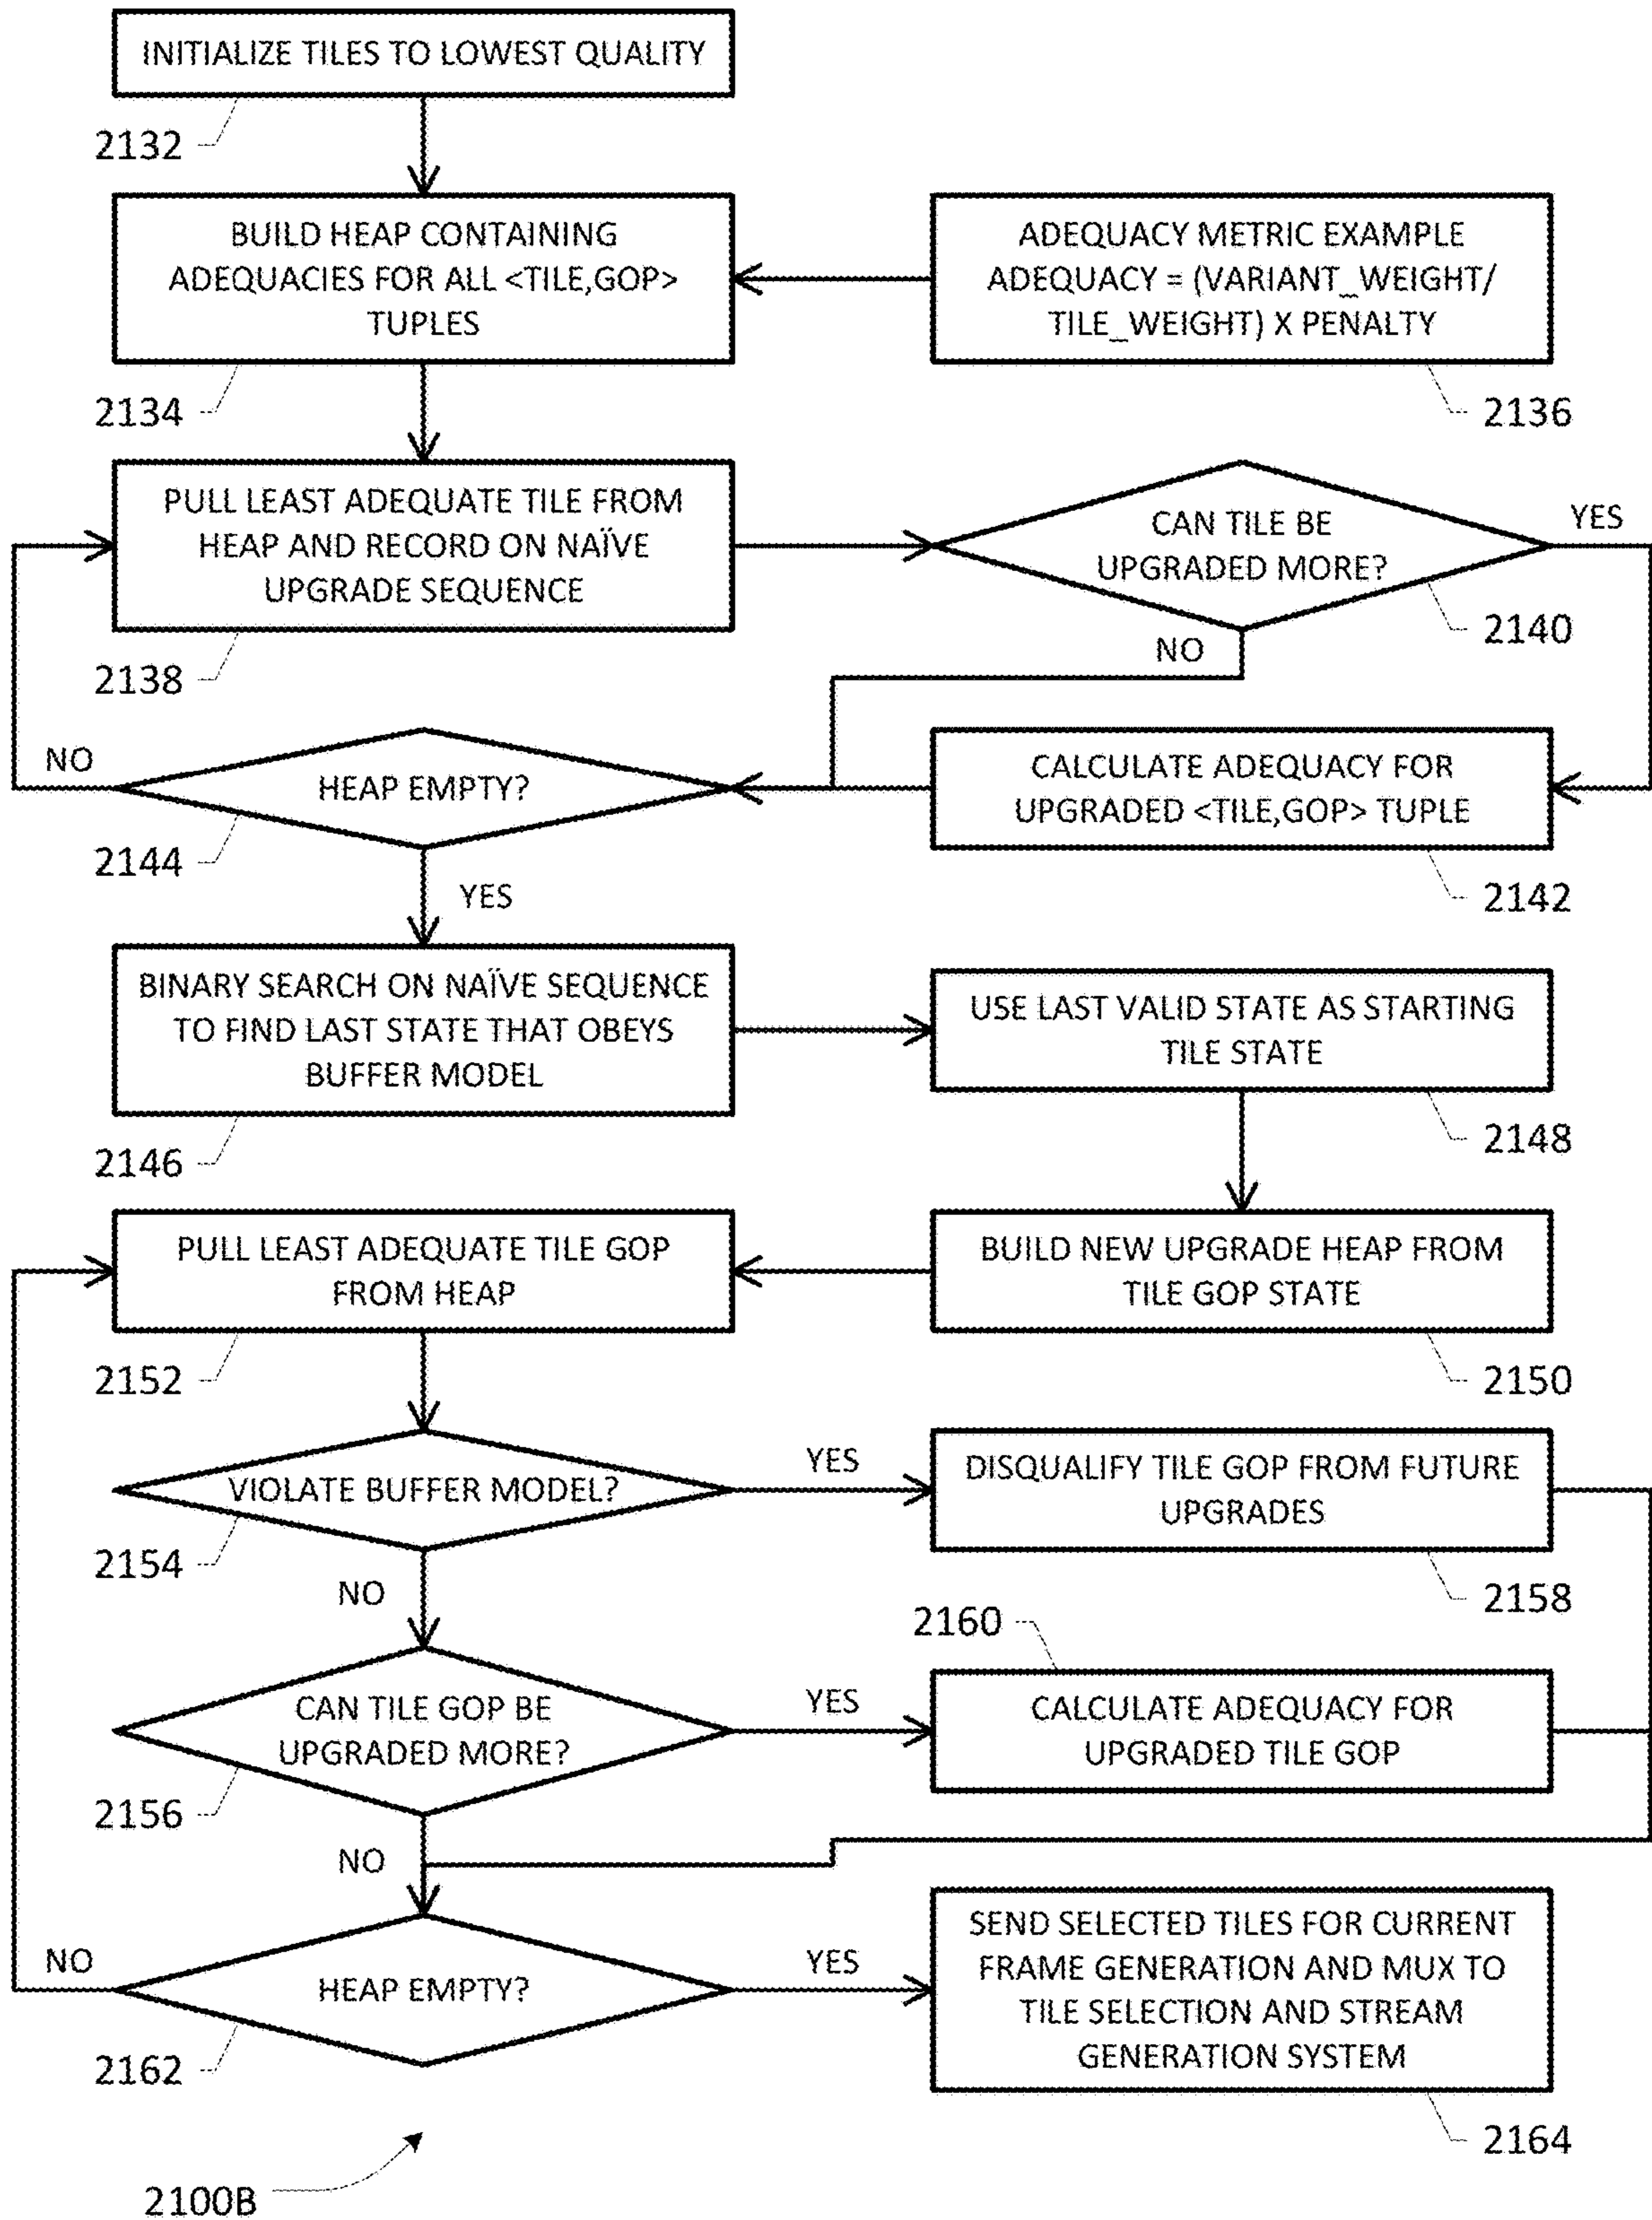 INITIALIZE TILES TO LOWEST QUALITY
2132
BUILD HEAP CONTAINING
ADEQUACIES FOR ALL <TILE,GOP>
TUPLES
2134
ADEQUACY METRIC EXAMPLE
ADEQUACY = (VARIANT_WEIGHT/
TILE_WEIGHT) X PENALTY
2136
PULL LEAST ADEQUATE TILE FROM
HEAP AND RECORD ON NAÏVE
UPGRADE SEQUENCE
2138
CAN TILE BE
UPGRADED MORE?
YES
2140
NO
CALCULATE ADEQUACY FOR
UPGRADED <TILE,GOP> TUPLE
2142
NO
HEAP EMPTY?
2144
YES
BINARY SEARCH ON NAÏVE SEQUENCE
TO FIND LAST STATE THAT OBEYS
BUFFER MODEL
2146
USE LAST VALID STATE AS STARTING
TILE STATE
2148
BUILD NEW UPGRADE HEAP FROM
TILE GOP STATE
2150
PULL LEAST ADEQUATE TILE GOP
FROM HEAP
2152
VIOLATE BUFFER MODEL?
YES
2154
NO
DISQUALIFY TILE GOP FROM FUTURE
UPGRADES
2158
CAN TILE GOP BE
UPGRADED MORE?
YES
2156
NO
2160
CALCULATE ADEQUACY FOR
UPGRADED TILE GOP
NO
HEAP EMPTY?
YES
2162
SEND SELECTED TILES FOR CURRENT
FRAME GENERATION AND MUX TO
TILE SELECTION AND STREAM
GENERATION SYSTEM
2164
2100B